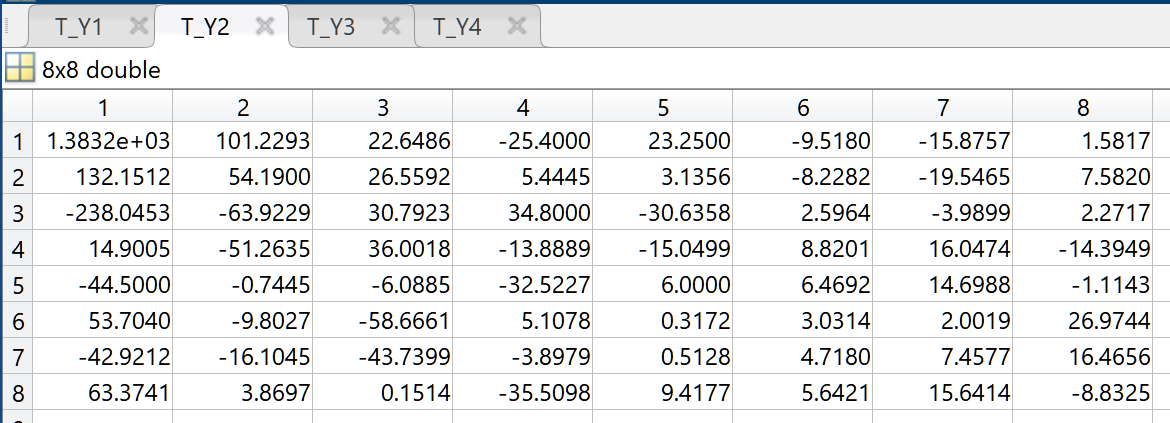 T_Y1 T_Y2 T_Y3 T_Y4
8x8 double
1 2 3 4 5 6 7 8
1 1.3832e+03 101.2293 22.6486 -25.4000 23.2500 -9.5180 -15.8757 1.5817
2 132.1512 54.1900 26.5592 5.4445 3.1356 -8.2282 -19.5465 7.5820
3 -238.0453 -63.9229 30.7923 34.8000 -30.6358 2.5964 -3.9899 2.2717
4 14.9005 -51.2635 36.0018 -13.8889 -15.0499 8.8201 16.0474 -14.3949
5 -44.5000 -0.7445 -6.0885 -32.5227 6.0000 6.4692 14.6988 -1.1143
6 53.7040 -9.8027 -58.6661 5.1078 0.3172 3.0314 2.0019 26.9744
7 -42.9212 -16.1045 -43.7399 -3.8979 0.5128 4.7180 7.4577 16.4656
8 63.3741 3.8697 0.1514 -35.5098 9.4177 5.6421 15.6414 -8.8325